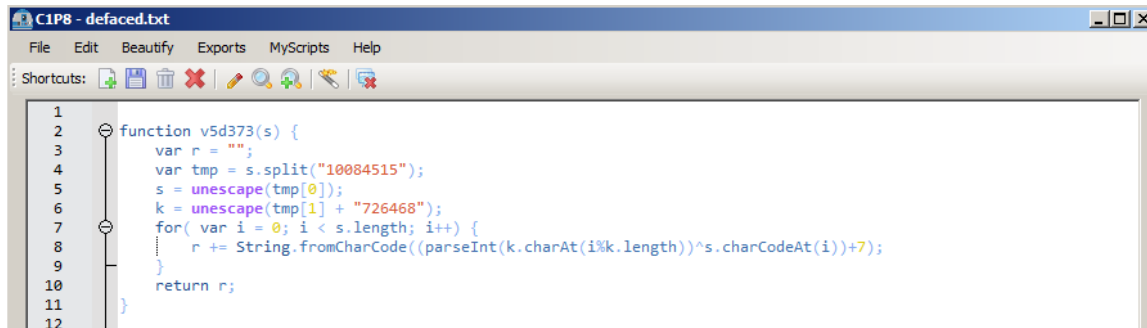 C1P8 - defaced.txt
File Edit Beautify Exports MyScripts Help
Shortcuts:
1
2 function v5d373(s) {
3 var r = "";
4 var tmp = s.split("10084515");
5 s = unescape(tmp[0]);
6 k = unescape(tmp[1] + "726468");
7 for( var i = 0; i < s.length; i++) {
8 r += String.fromCharCode((parseInt(k.charAt(i%k.length))^s.charCodeAt(i))+7);
9 }
10 return r;
11 }
12